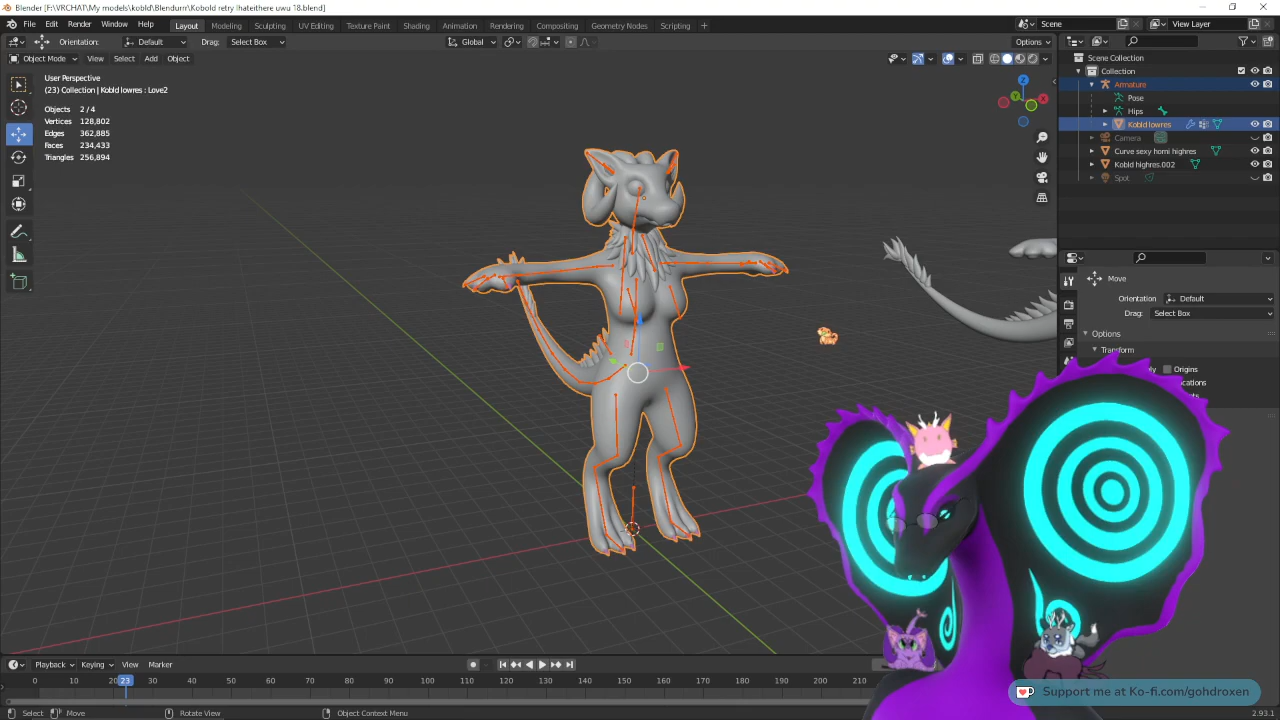 Blender [F:\VRCHAT\My models\kobld\Blendurr\Kobold retry !hateithere uwu 18.blend]
File Edit Render Window Help Layout Modeling Sculpting UV Editing Texture Paint Shading Animation Rendering Compositing Geometry Nodes Scripting + Scene View Layer
Orientation: Default Drag: Select Box Global Options
Object Mode View Select Add Object
User Perspective
(23) Collection | Kobld lowres : Love2
Objects 2 / 4
Vertices 128,802
Edges 362,885
Faces 234,433
Triangles 256,894
Z
Y
X
Scene Collection
Collection
Armature
Pose
Hips
Kobld lowres
Camera
Curve sexy homi highres
Kobld highres.002
Spot
Move
Orientation Default
Drag: Select Box
Options
Transform
Origins
Playback Keying View Marker
0 10 20 23 30 40 50 60 70 80 90 100 110 120 130 140 150 160 170 180 190 200 210
Support me at Ko-fi.com/gohdroxen
Select Move Rotate View Object Context Menu 2.93.1